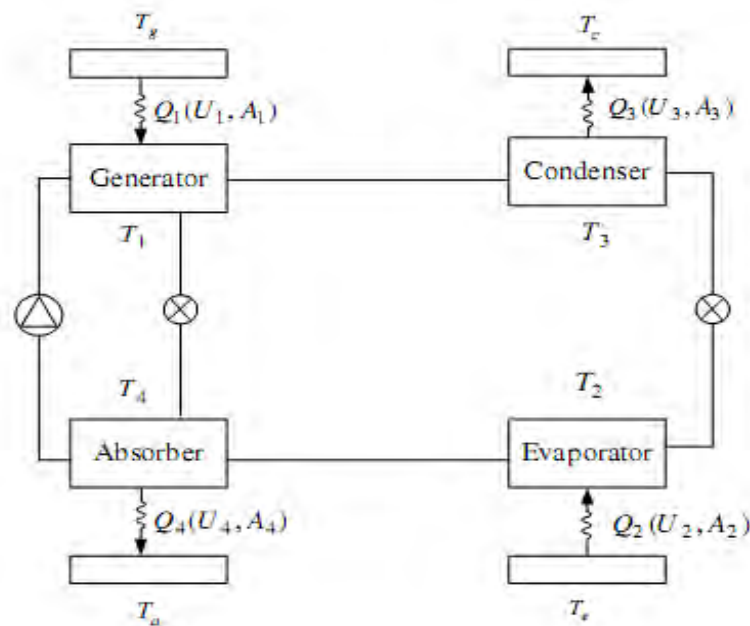 T_g T_c
Q_1(U_1, A_1) Q_3(U_3, A_3)
Generator Condenser
T_1 T_3
T_4 T_2
Absorber Evaporator
Q_4(U_4, A_4) Q_2(U_2, A_2)
T_a T_e